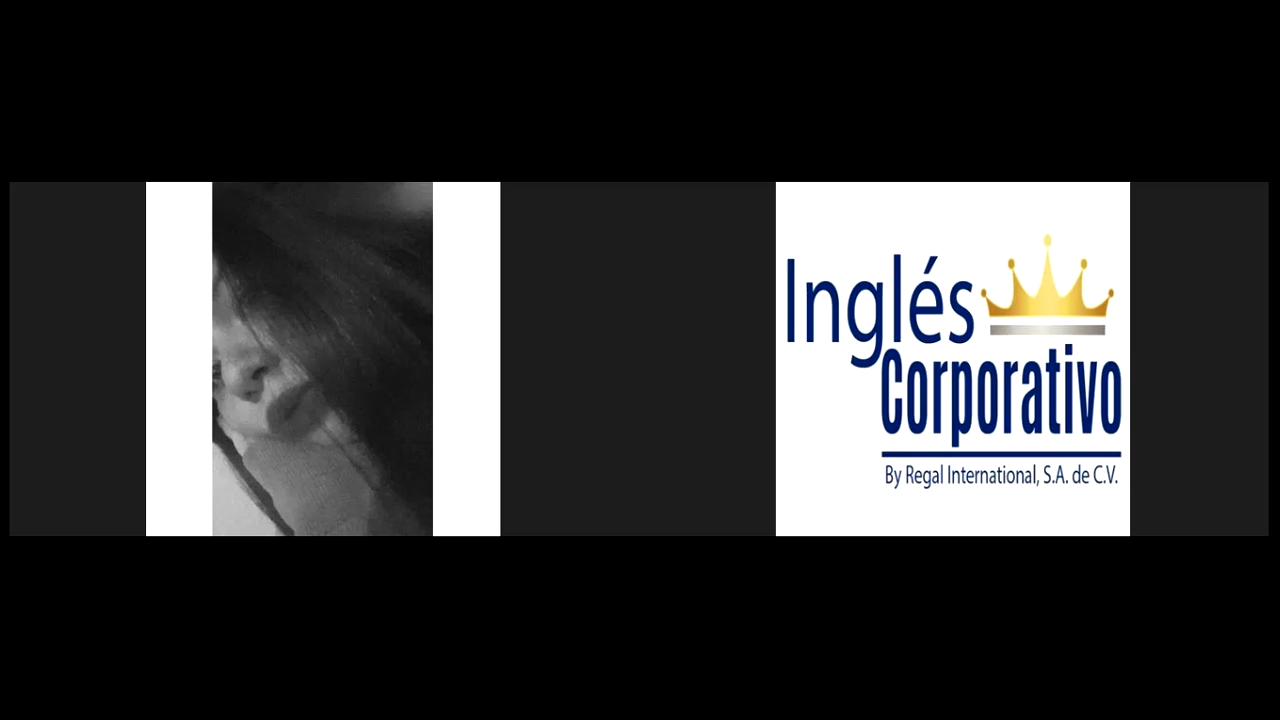 Inglés
Corporativo
By Regal International, S.A. de C.V.